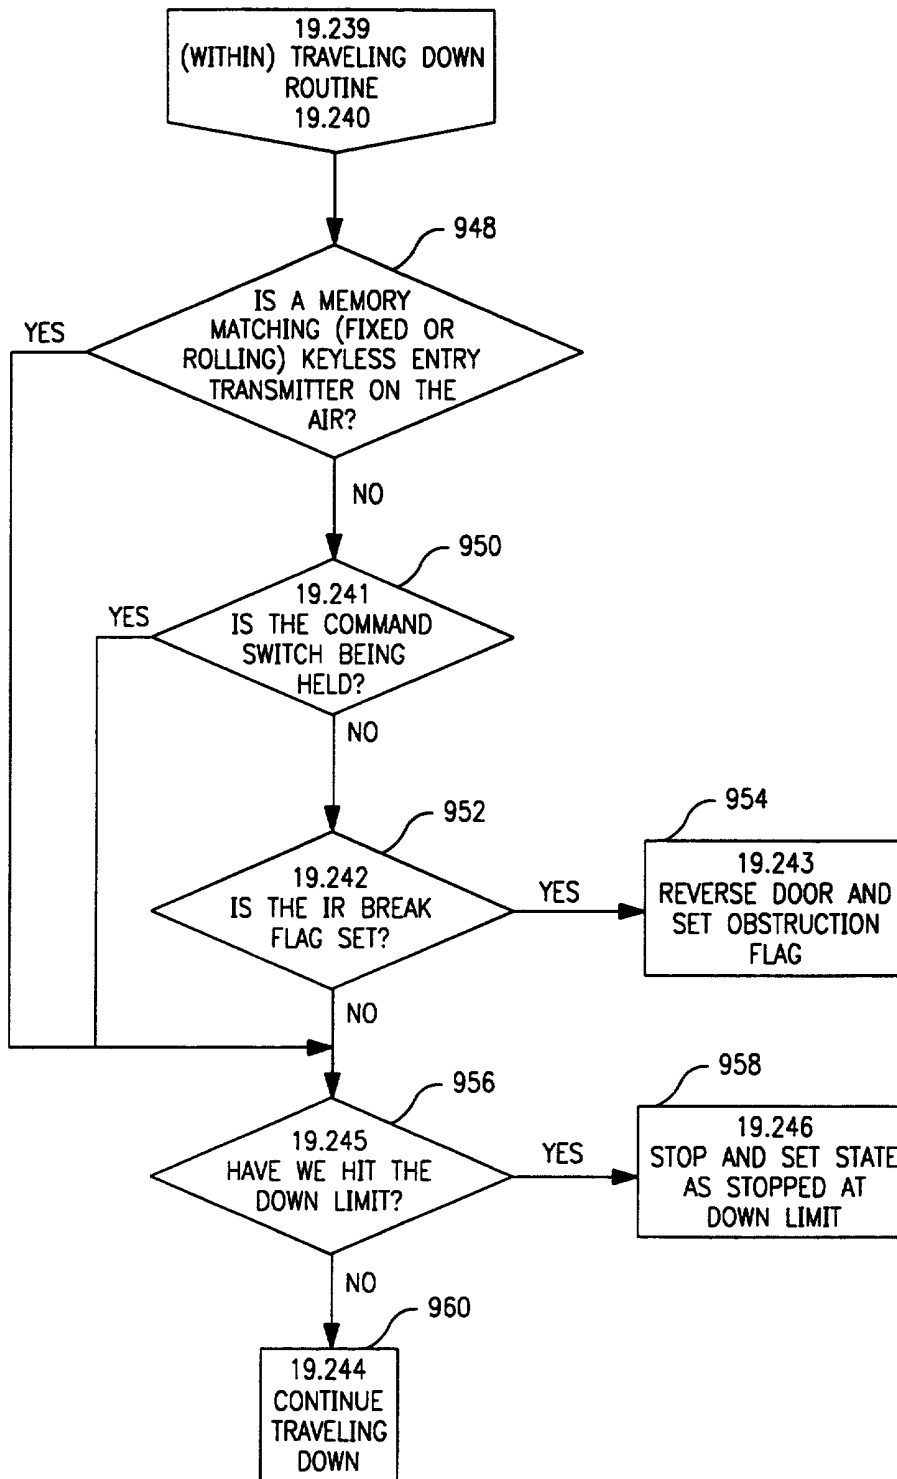 19.239
(WITHIN) TRAVELING DOWN
ROUTINE
19.240
948
IS A MEMORY
MATCHING (FIXED OR
ROLLING) KEYLESS ENTRY
TRANSMITTER ON THE
AIR?
YES
NO
950
19.241
IS THE COMMAND
SWITCH BEING
HELD?
YES
NO
952
19.242
IS THE IR BREAK
FLAG SET?
YES
954
19.243
REVERSE DOOR AND
SET OBSTRUCTION
FLAG
NO
956
19.245
HAVE WE HIT THE
DOWN LIMIT?
YES
958
19.246
STOP AND SET STATE
AS STOPPED AT
DOWN LIMIT
NO
960
19.244
CONTINUE
TRAVELING
DOWN